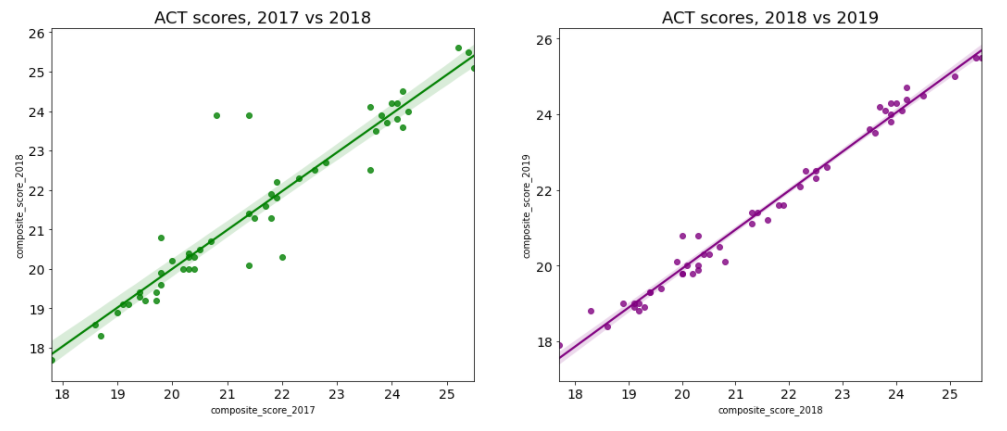 ACT scores, 2017 vs 2018
26
25
24
23
22
21
20
19
18
composite_score_2018
18 19 20 21 22 23 24 25
composite_score_2017
ACT scores, 2018 vs 2019
26
24
22
20
18
composite_score_2019
18 19 20 21 22 23 24 25
composite_score_2018